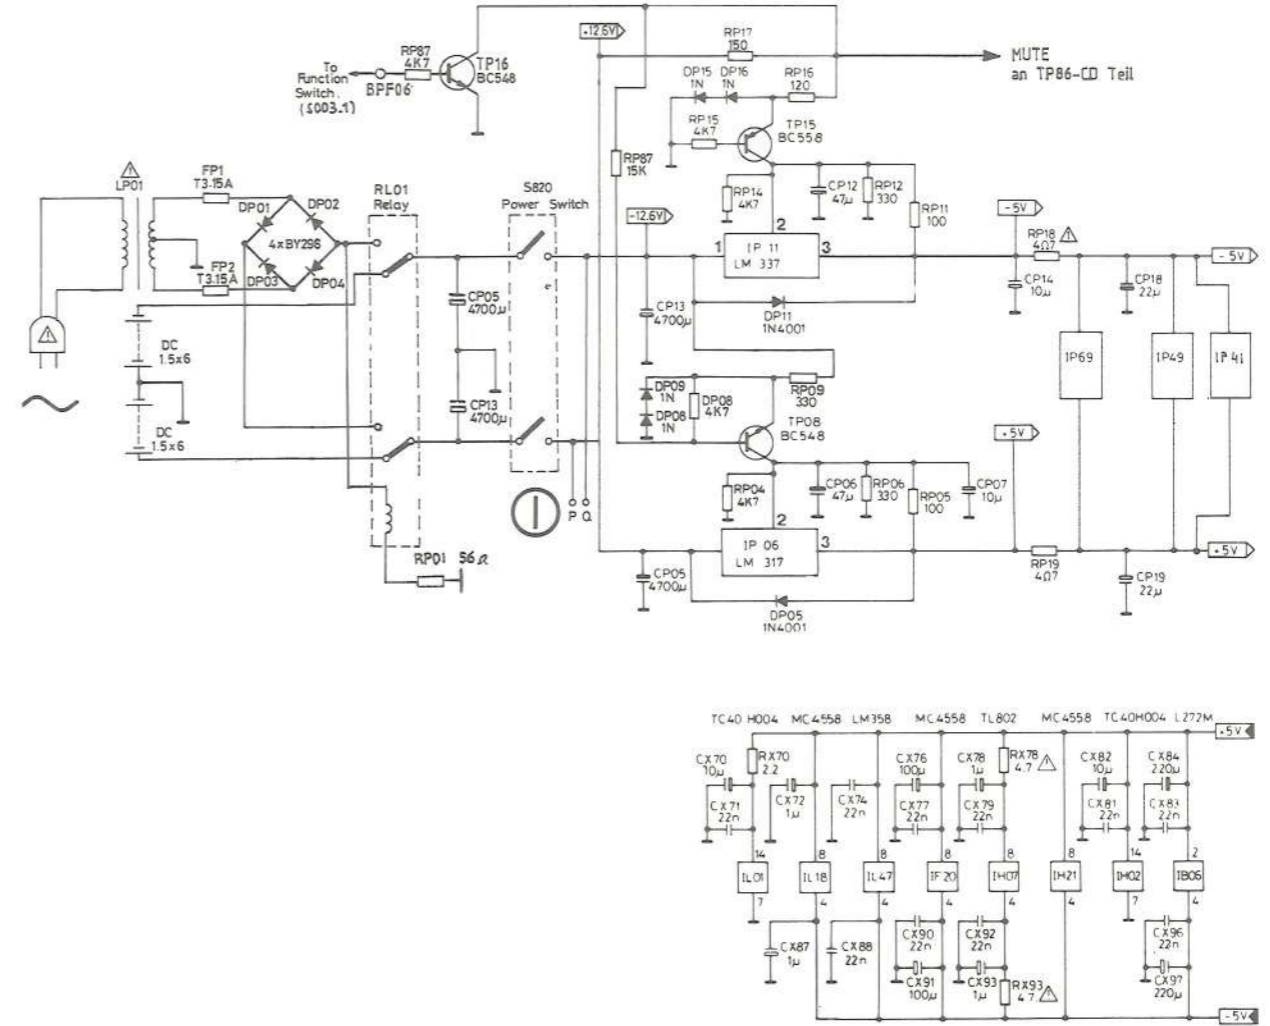 +12.6V
RP17
150
MUTE
an TP86-CD Teil
To
Function
Switch.
(S003.1)
BPF06
RP87
4K7
TP16
BC548
DP15
1N
DP16
1N
RP16
120
RP15
4K7
TP15
BC558
RP87
15K
LP01
FP1
T3.15A
DP01
DP02
4xBY296
DP03
DP04
FP2
T3.15A
RL01
Relay
S820
Power Switch
-12.6V
RP14
4K7
CP12
47µ
RP12
330
RP11
100
-5V
RP18
4Ω7
1
IP 11
LM 337
2
3
-5V
CP05
4700µ
CP13
4700µ
DP11
1N4001
CP14
10µ
CP18
22µ
DC
1.5x6
DC
1.5x6
CP13
4700µ
IP69
IP49
IP41
DP09
1N
DP08
1N
DP08
4K7
RP09
330
TP08
BC548
+5V
RP04
4K7
CP06
47µ
RP06
330
RP05
100
CP07
10µ
P Q
2
IP 06
LM 317
3
RP01 56Ω
CP05
4700µ
DP05
1N4001
RP19
4Ω7
CP19
22µ
+5V
TC40 H004 MC4558 LM358 MC4558 TL802 MC4558 TC40H004 L272M
+5V
CX70
10µ
RX70
2.2
CX71
22n
CX72
1µ
CX74
22n
CX76
100µ
CX77
22n
CX78
1µ
CX79
22n
RX78
4.7
CX82
10µ
CX81
22n
CX84
220µ
CX83
22n
14 8 8 8 8 8 14 2
IL01 IL18 IL47 IF20 IH07 IH21 IH02 IB06
7 4 4 4 4 4 7 4
CX87
1µ
CX88
22n
CX90
22n
CX91
100µ
CX92
22n
CX93
1µ
RX93
4.7
CX96
22n
CX97
220µ
-5V